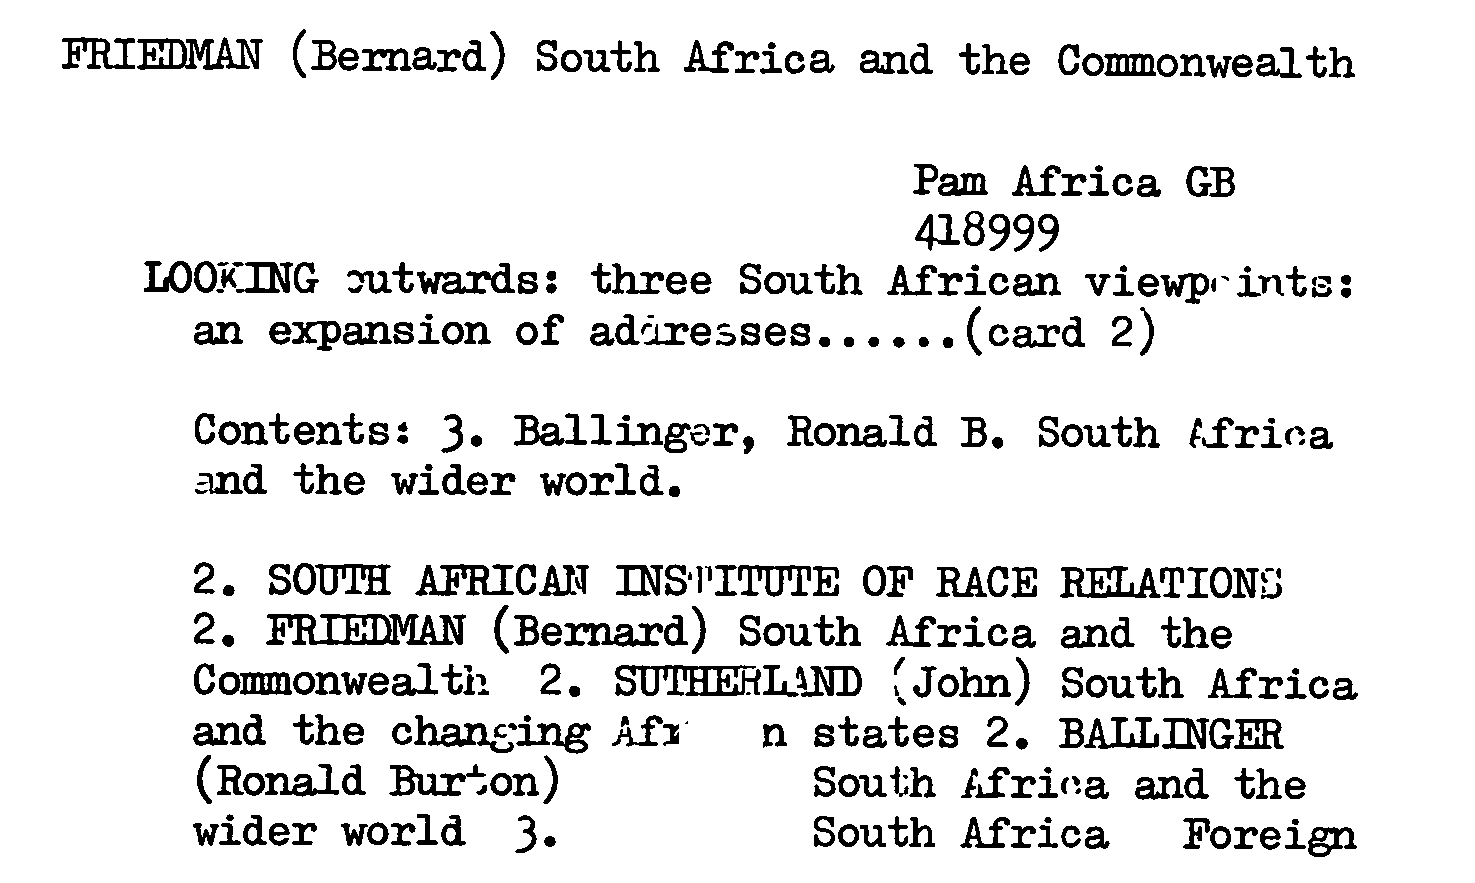 FRIEDMAN (Bernard) South Africa and the Commonwealth
Pam Africa GB
418999
LOOKING outwards: three South African viewpoints:
an expansion of addresses......(card 2)
Contents: 3. Ballinger, Ronald B. South Africa
and the wider world.
2. SOUTH AFRICAN INSTITUTE OF RACE RELATIONS
2. FRIEDMAN (Bernard) South Africa and the
Commonwealth 2. SUTHERLAND (John) South Africa
and the changing states 2. BALLINGER
(Ronald Burton) South Africa and the
wider world 3. South Africa Foreign